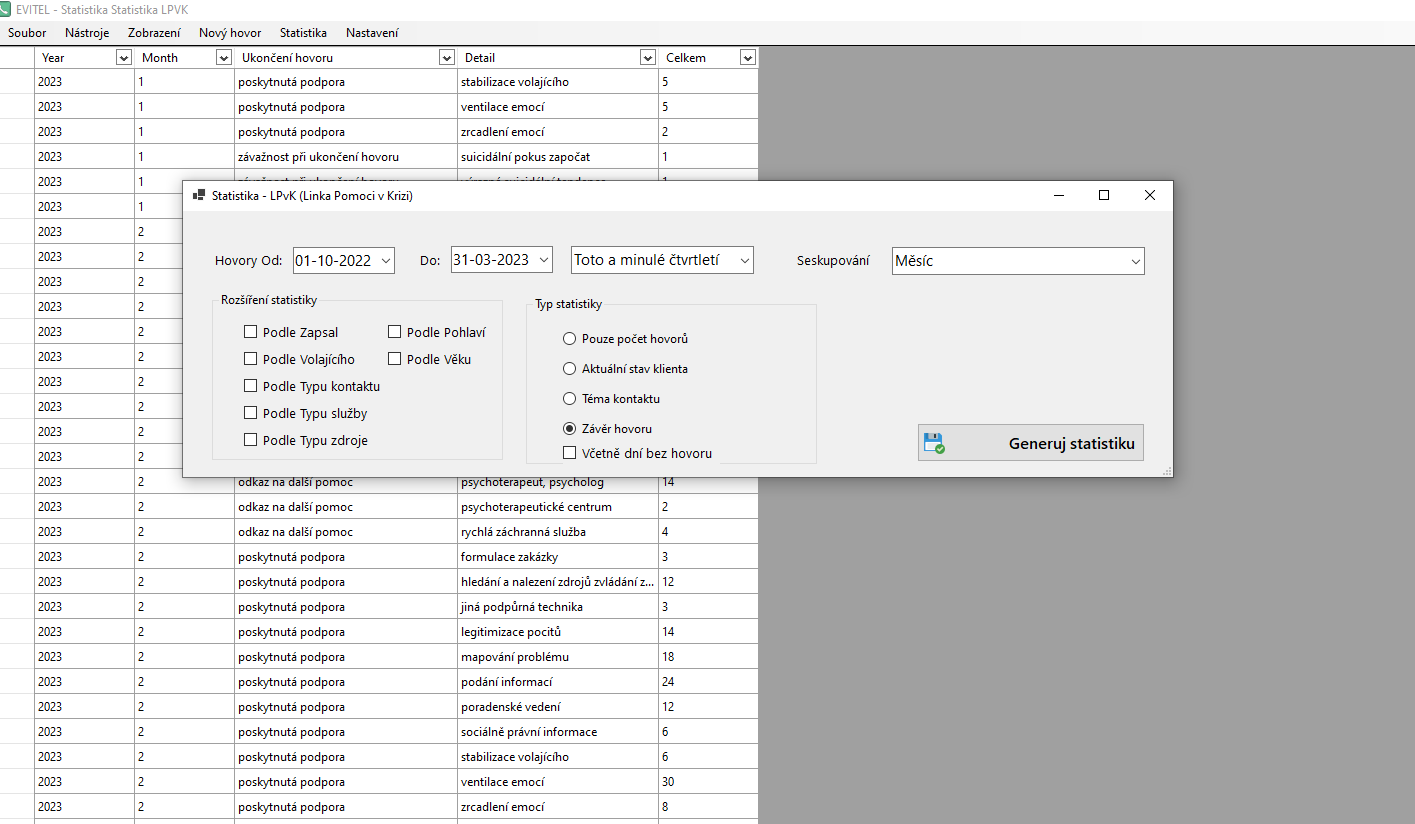 EVITEL - Statistika Statistika LPVK
Soubor Nástroje Zobrazení Nový hovor Statistika Nastavení
Year Month Ukončení hovoru Detail Celkem
2023 1 poskytnutá podpora stabilizace volajícího 5
2023 1 poskytnutá podpora ventilace emocí 5
2023 1 poskytnutá podpora zrcadlení emocí 2
2023 1 závažnost při ukončení hovoru suicidální pokus započat 1
2023 1
2023 1
2023 2
2023 2
2023 2
2023 2
2023 2
2023 2
2023 2
2023 2
2023 2
2023 2
Statistika - LPvK (Linka Pomoci v Krizi)
Hovory Od: 01-10-2022 Do: 31-03-2023 Toto a minulé čtvrtletí Seskupování Měsíc
Rozšíření statistiky
Podle Zapsal Podle Pohlaví
Podle Volajícího Podle Věku
Podle Typu kontaktu
Podle Typu služby
Podle Typu zdroje
Typ statistiky
Pouze počet hovorů
Aktuální stav klienta
Téma kontaktu
Závěr hovoru
Včetně dní bez hovoru
Generuj statistiku
2023 2 odkaz na další pomoc psychoterapeut, psycholog 14
2023 2 odkaz na další pomoc psychoterapeutické centrum 2
2023 2 odkaz na další pomoc rychlá záchranná služba 4
2023 2 poskytnutá podpora formulace zakázky 3
2023 2 poskytnutá podpora hledání a nalezení zdrojů zvládání z... 12
2023 2 poskytnutá podpora jiná podpůrná technika 3
2023 2 poskytnutá podpora legitimizace pocitů 14
2023 2 poskytnutá podpora mapování problému 18
2023 2 poskytnutá podpora podání informací 24
2023 2 poskytnutá podpora poradenské vedení 12
2023 2 poskytnutá podpora sociálně právní informace 6
2023 2 poskytnutá podpora stabilizace volajícího 6
2023 2 poskytnutá podpora ventilace emocí 30
2023 2 poskytnutá podpora zrcadlení emocí 8